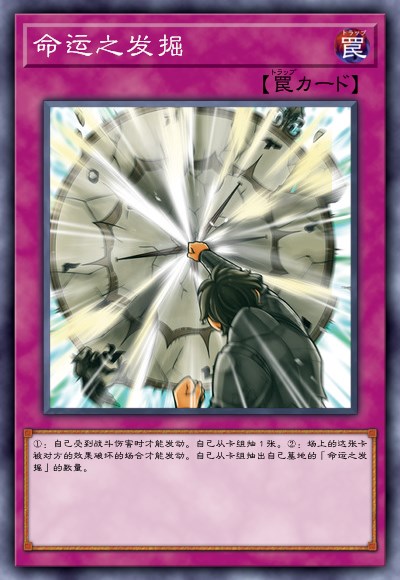 命运之发掘
トラップ
罠
トラップ
【罠カード】
①：自己受到战斗伤害时才能发动。自己从卡组抽1张。②：场上的这张卡
被对方的效果破坏的场合才能发动。自己从卡组抽出自己墓地的「命运之发
掘」的数量。